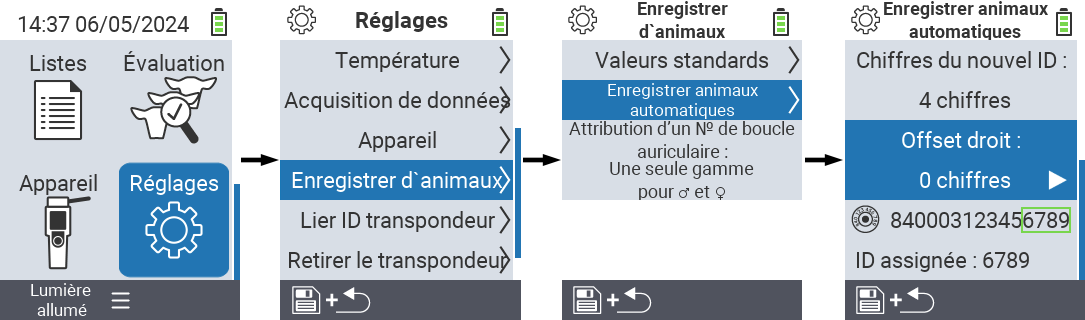 14:37 06/05/2024
Listes
Évaluation
Appareil
Réglages
Lumière
allumé
Réglages
Température
Acquisition de données
Appareil
Enregistrer d`animaux
Lier ID transpondeur
Retirer le transpondeur
+
Enregistrer
d`animaux
Valeurs standards
Enregistrer animaux
automatiques
Attribution d’un № de boucle
auriculaire :
Une seule gamme
pour ♂ et ♀
+
Enregistrer animaux
automatiques
Chiffres du nouvel ID :
4 chiffres
Offset droit :
0 chiffres
840003123456789
ID assignée : 6789
+